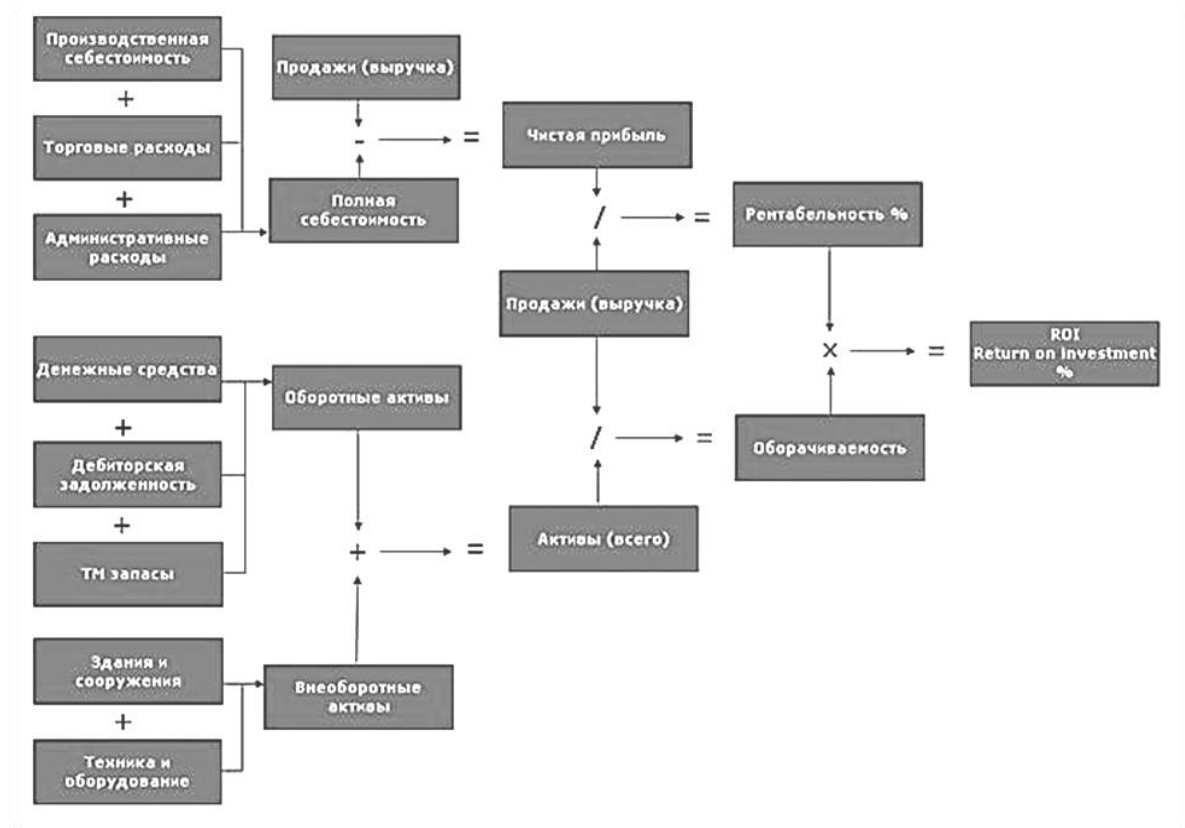 Производственная
себестоимость
+
Торговые расходы
+
Административные
расходы
Продажи (выручка)
-
=
Полная
себестоимость
Чистая прибыль
/
=
Рентабельность %
Продажи (выручка)
×
=
ROI
Return on investment
%
Денежные средства
+
Дебиторская
задолженность
+
ТМ запасы
Оборотные активы
+
=
Активы (всего)
/
=
Оборачиваемость
Здания и
сооружения
+
Техника и
оборудование
Внеоборотные
активы